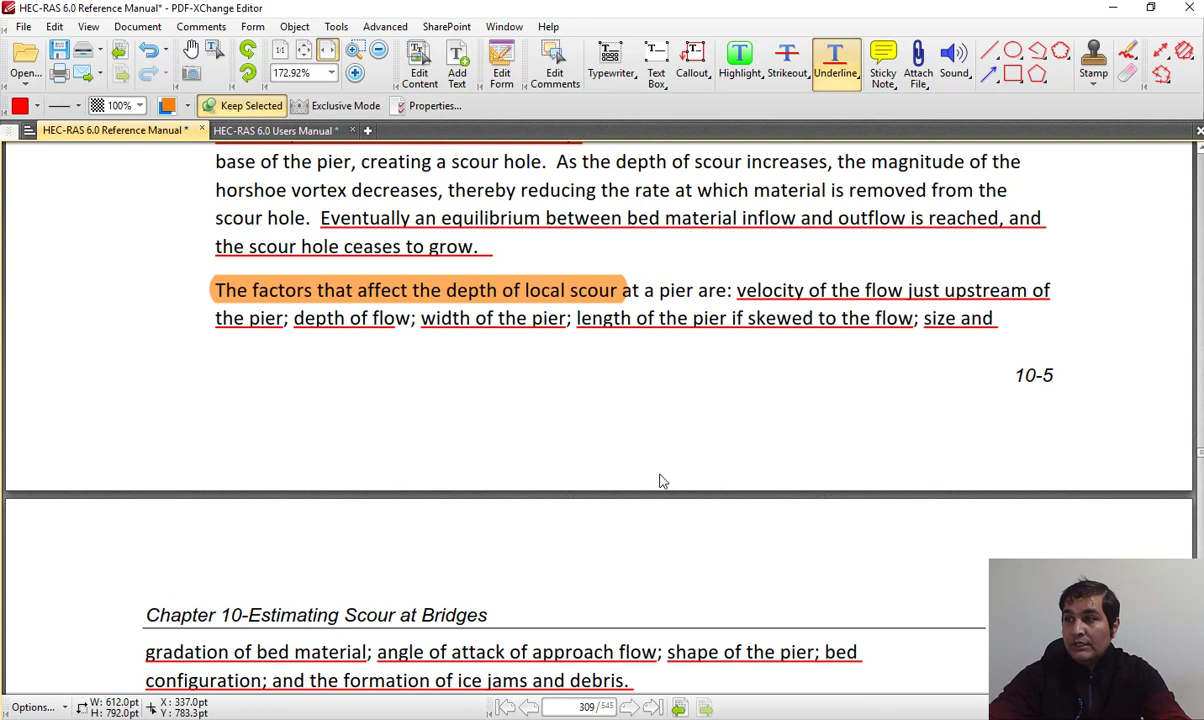 HEC-RAS 6.0 Reference Manual* - PDF-XChange Editor
File Edit View Document Comments Form Object Tools Advanced SharePoint Window Help
Open... 172.92% Edit Content Add Text Edit Form Edit Comments Typewriter Text Box Callout Highlight Strikeout Underline Sticky Note Attach File Sound Stamp
100% Keep Selected Exclusive Mode Properties...
HEC-RAS 6.0 Reference Manual * HEC-RAS 6.0 Users Manual *
base of the pier, creating a scour hole. As the depth of scour increases, the magnitude of the
horshoe vortex decreases, thereby reducing the rate at which material is removed from the
scour hole. Eventually an equilibrium between bed material inflow and outflow is reached, and
the scour hole ceases to grow.
The factors that affect the depth of local scour at a pier are: velocity of the flow just upstream of
the pier; depth of flow; width of the pier; length of the pier if skewed to the flow; size and
10-5
Chapter 10-Estimating Scour at Bridges
gradation of bed material; angle of attack of approach flow; shape of the pier; bed
configuration; and the formation of ice jams and debris.
Options... W: 612.0pt X: 337.0pt 309 / 545
H: 792.0pt Y: 783.3pt